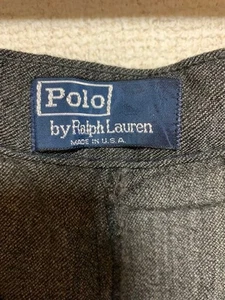 Polo
by Ralph Lauren
MADE IN U.S.A.